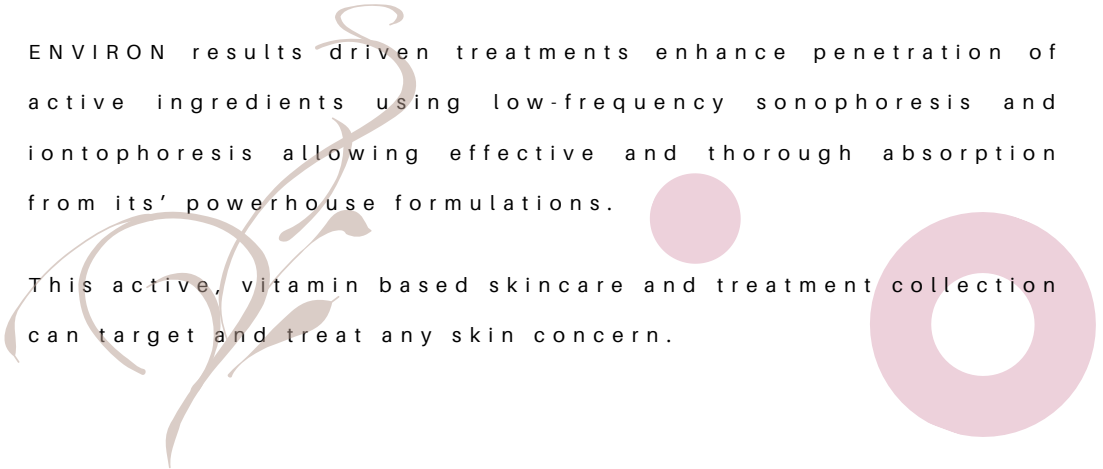 ENVIRON results driven treatments enhance penetration of
active ingredients using low-frequency sonophoresis and
iontophoresis allowing effective and thorough absorption
from its’ powerhouse formulations.
This active, vitamin based skincare and treatment collection
can target and treat any skin concern.